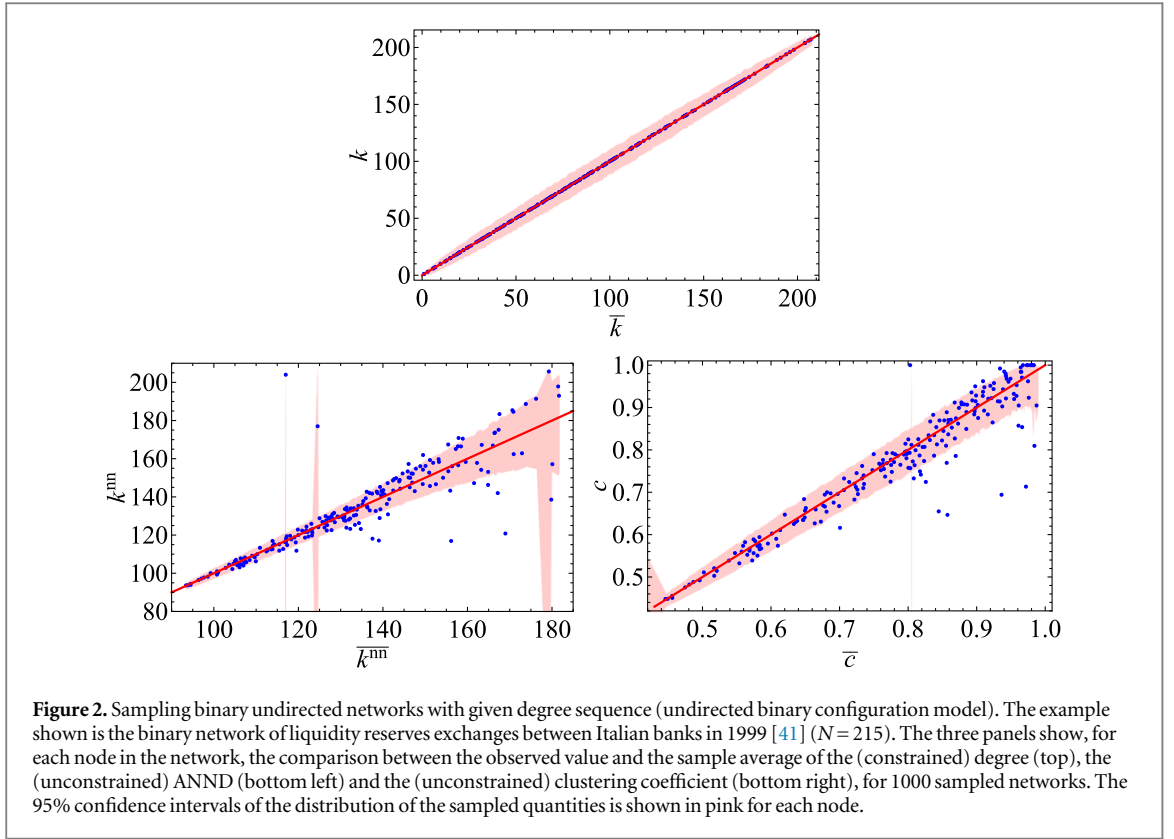 200
150
k
100
50
0
0 50 100 150 200
k̅
200
180
160
kⁿⁿ
140
120
100
80
100 120 140 160 180
k̅ⁿ̅ⁿ̅
1.0
0.9
0.8
c
0.7
0.6
0.5
0.5 0.6 0.7 0.8 0.9 1.0
c̅
Figure 2. Sampling binary undirected networks with given degree sequence (undirected binary configuration model). The example
shown is the binary network of liquidity reserves exchanges between Italian banks in 1999 [41] (N = 215). The three panels show, for
each node in the network, the comparison between the observed value and the sample average of the (constrained) degree (top), the
(unconstrained) ANND (bottom left) and the (unconstrained) clustering coefficient (bottom right), for 1000 sampled networks. The
95% confidence intervals of the distribution of the sampled quantities is shown in pink for each node.